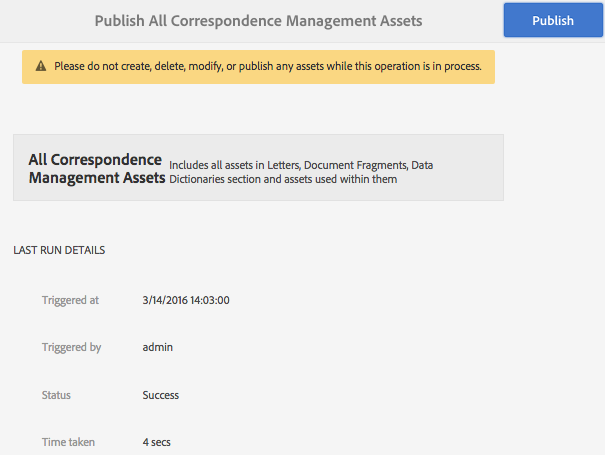 Publish All Correspondence Management Assets
Publish
Please do not create, delete, modify, or publish any assets while this operation is in process.
All Correspondence
Management Assets
Includes all assets in Letters, Document Fragments, Data
Dictionaries section and assets used within them
LAST RUN DETAILS
Triggered at 3/14/2016 14:03:00
Triggered by admin
Status Success
Time taken 4 secs